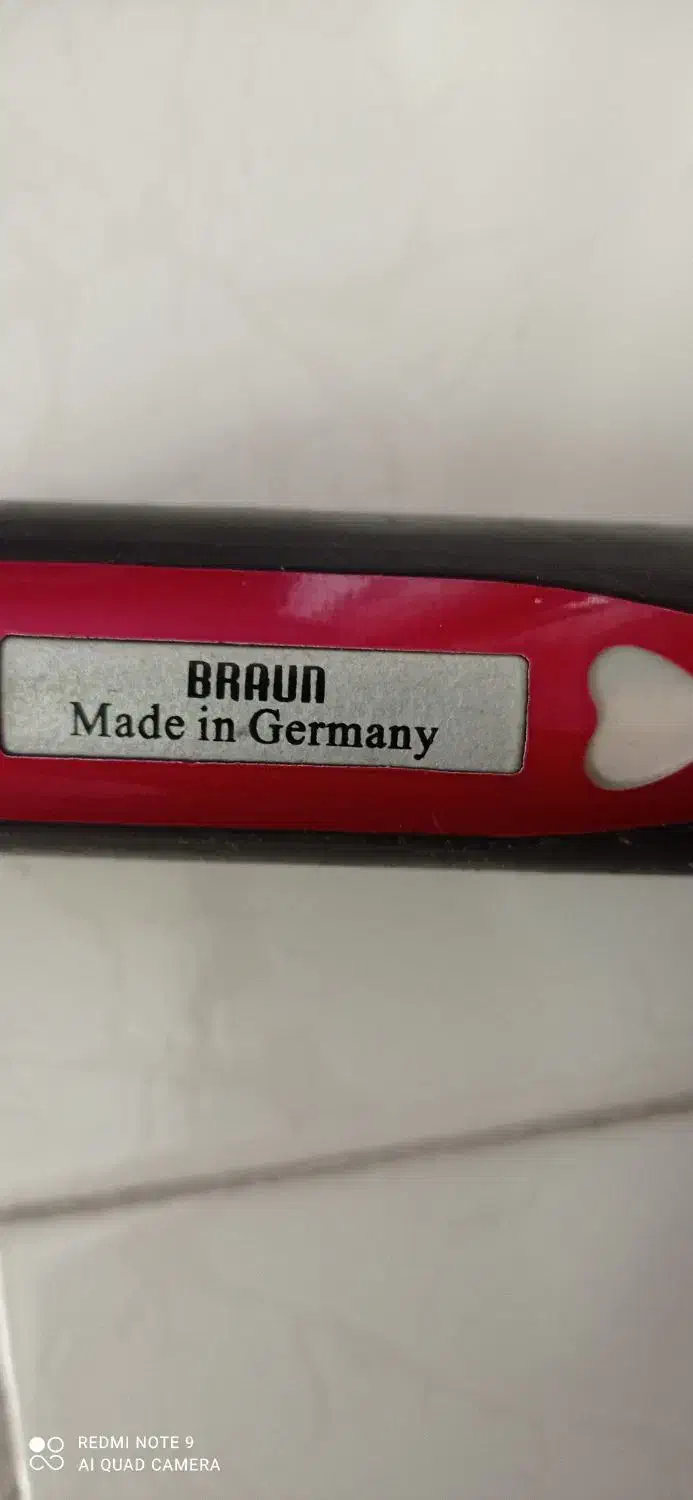 BRAUN
Made in Germany
REDMI NOTE 9
AI QUAD CAMERA